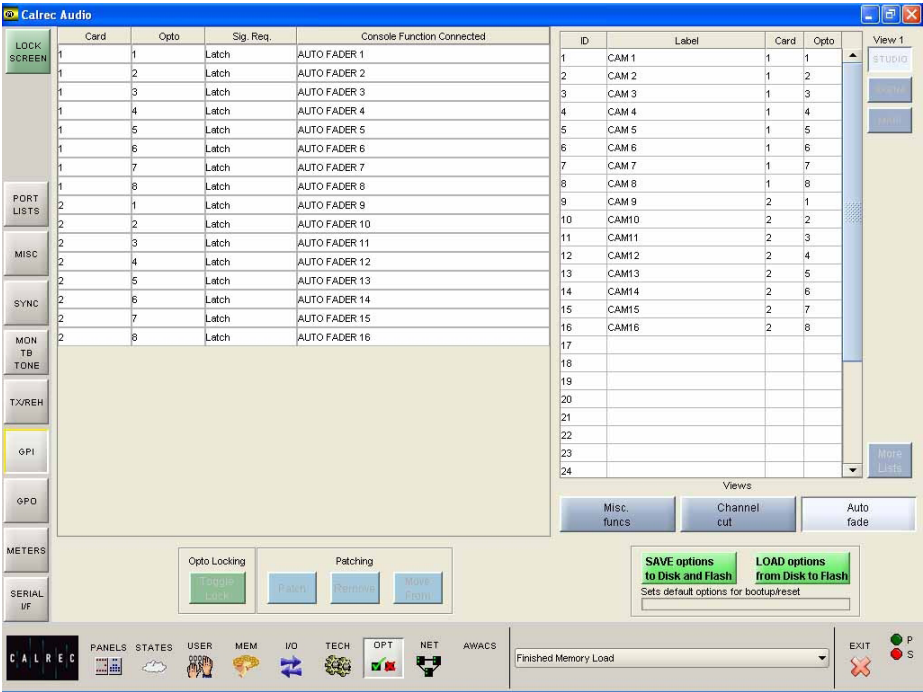 Calrec Audio
LOCK SCREEN
PORT LISTS
MISC
SYNC
MON TB TONE
TX/REH
GPI
GPO
METERS
SERIAL I/F
Card Opto Sig. Req. Console Function Connected
1 1 Latch AUTO FADER 1
1 2 Latch AUTO FADER 2
1 3 Latch AUTO FADER 3
1 4 Latch AUTO FADER 4
1 5 Latch AUTO FADER 5
1 6 Latch AUTO FADER 6
1 7 Latch AUTO FADER 7
1 8 Latch AUTO FADER 8
2 1 Latch AUTO FADER 9
2 2 Latch AUTO FADER 10
2 3 Latch AUTO FADER 11
2 4 Latch AUTO FADER 12
2 5 Latch AUTO FADER 13
2 6 Latch AUTO FADER 14
2 7 Latch AUTO FADER 15
2 8 Latch AUTO FADER 16
ID Label Card Opto
1 CAM 1 1 1
2 CAM 2 1 2
3 CAM 3 1 3
4 CAM 4 1 4
5 CAM 5 1 5
6 CAM 6 1 6
7 CAM 7 1 7
8 CAM 8 1 8
9 CAM 9 2 1
10 CAM10 2 2
11 CAM11 2 3
12 CAM12 2 4
13 CAM13 2 5
14 CAM14 2 6
15 CAM15 2 7
16 CAM16 2 8
17
18
19
20
21
22
23
24
View 1
STUDIO
More Lists
Views
Misc. funcs
Channel cut
Auto fade
Opto Locking
Toggle Lock
Patching
Patch
Remove
Move From
SAVE options to Disk and Flash
LOAD options from Disk to Flash
Sets default options for bootup/reset
CALREC
PANELS STATES USER MEM I/O TECH OPT NET AWACS
Finished Memory Load
EXIT
P
S